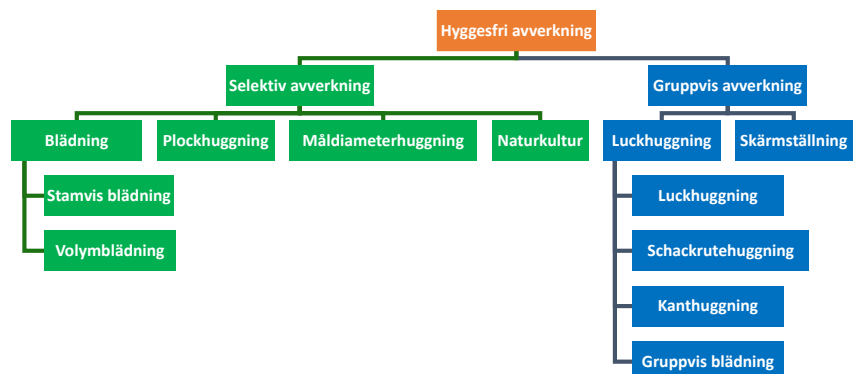 Hyggesfri avverkning
Selektiv avverkning
Gruppvis avverkning
Blädning
Plockhuggning
Måldiameterhuggning
Naturkultur
Luckhuggning
Skärmställning
Stamvis blädning
Luckhuggning
Volymblädning
Schackrutehuggning
Kanthuggning
Gruppvis blädning